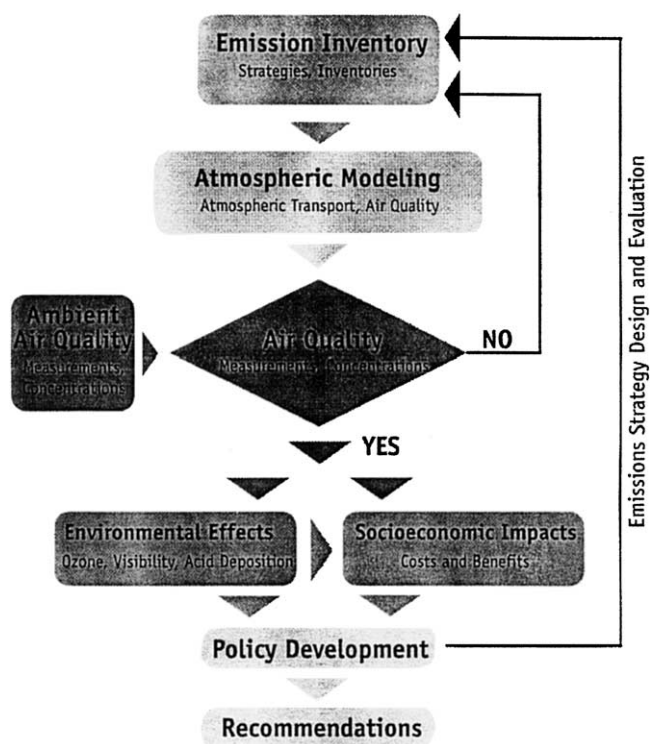 Emission Inventory
Strategies, Inventories
Atmospheric Modeling
Atmospheric Transport, Air Quality
Ambient
Air Quality
Measurements,
Concentrations
Air Quality
Measurements, Concentrations
NO
YES
Environmental Effects
Ozone, Visibility, Acid Deposition
Socioeconomic Impacts
Costs and Benefits
Policy Development
Recommendations
Emissions Strategy Design and Evaluation